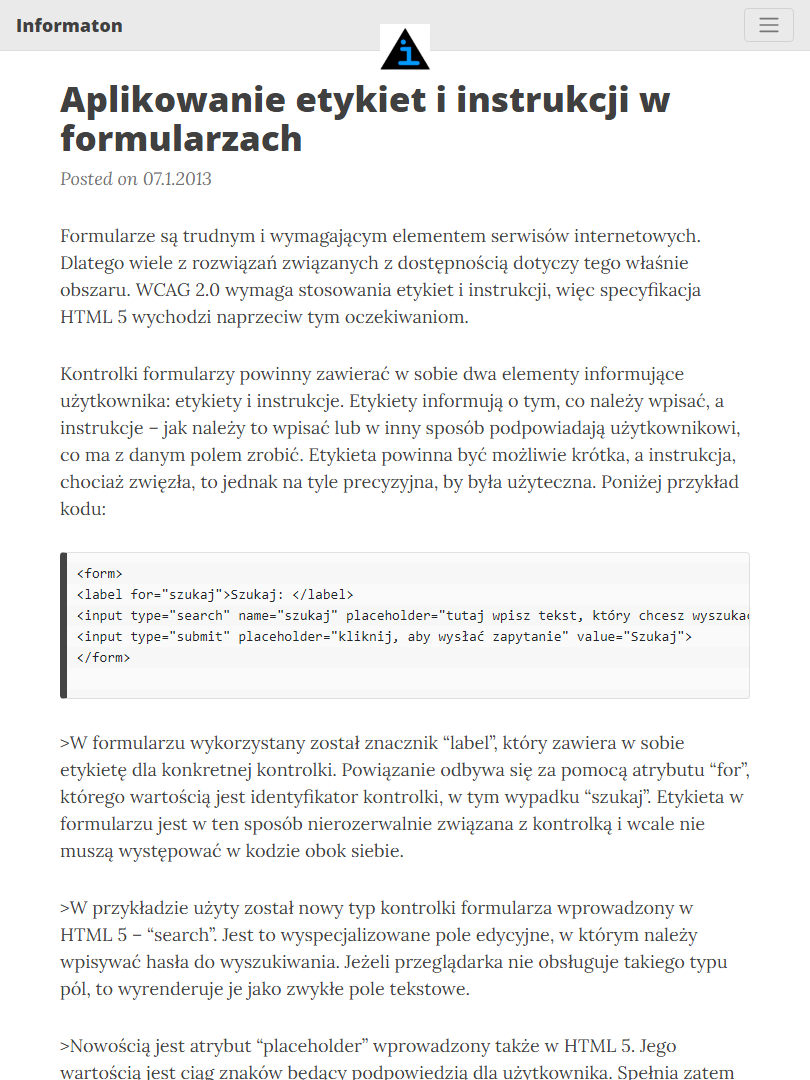 Informaton
i
Aplikowanie etykiet i instrukcji w
formularzach
Posted on 07.1.2013
Formularze są trudnym i wymagającym elementem serwisów internetowych.
Dlatego wiele z rozwiązań związanych z dostępnością dotyczy tego właśnie
obszaru. WCAG 2.0 wymaga stosowania etykiet i instrukcji, więc specyfikacja
HTML 5 wychodzi naprzeciw tym oczekiwaniom.
Kontrolki formularzy powinny zawierać w sobie dwa elementy informujące
użytkownika: etykiety i instrukcje. Etykiety informują o tym, co należy wpisać, a
instrukcje – jak należy to wpisać lub w inny sposób podpowiadają użytkownikowi,
co ma z danym polem zrobić. Etykieta powinna być możliwie krótka, a instrukcja,
chociaż zwięzła, to jednak na tyle precyzyjna, by była użyteczna. Poniżej przykład
kodu:
<form>
<label for="szukaj">Szukaj: </label>
<input type="search" name="szukaj" placeholder="tutaj wpisz tekst, który chcesz wyszukać
<input type="submit" placeholder="kliknij, aby wysłać zapytanie" value="Szukaj">
</form>
>W formularzu wykorzystany został znacznik “label”, który zawiera w sobie
etykietę dla konkretnej kontrolki. Powiązanie odbywa się za pomocą atrybutu “for”,
którego wartością jest identyfikator kontrolki, w tym wypadku “szukaj”. Etykieta w
formularzu jest w ten sposób nierozerwalnie związana z kontrolką i wcale nie
muszą występować w kodzie obok siebie.
>W przykładzie użyty został nowy typ kontrolki formularza wprowadzony w
HTML 5 – “search”. Jest to wyspecjalizowane pole edycyjne, w którym należy
wpisywać hasła do wyszukiwania. Jeżeli przeglądarka nie obsługuje takiego typu
pól, to wyrenderuje je jako zwykłe pole tekstowe.
>Nowością jest atrybut “placeholder” wprowadzony także w HTML 5. Jego
wartością jest ciąg znaków będący podpowiedzią dla użytkownika. Spełnia zatem